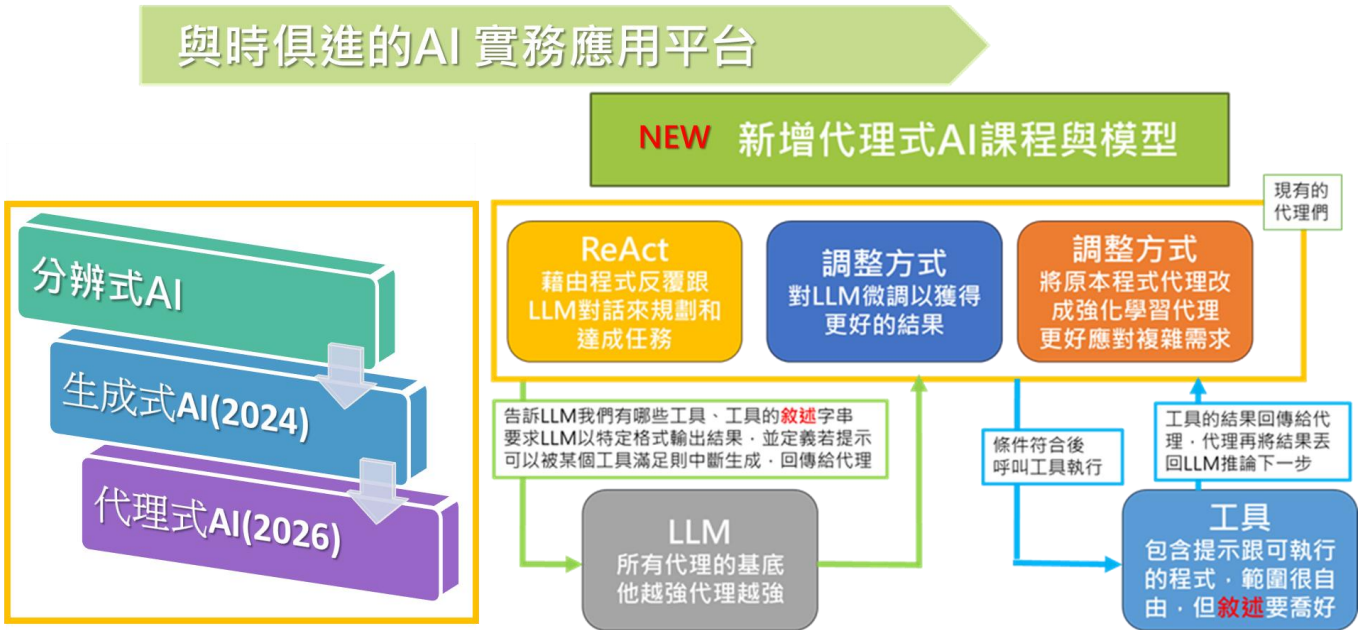 與時俱進的AI 實務應用平台
NEW 新增代理式AI課程與模型
現有的
代理們
分辨式AI
生成式AI(2024)
代理式AI(2026)
ReAct
藉由程式反覆跟
LLM對話來規劃和
達成任務
調整方式
對LLM微調以獲得
更好的結果
調整方式
將原本程式代理改
成強化學習代理
更好應對複雜需求
告訴LLM我們有哪些工具、工具的敘述字串
要求LLM以特定格式輸出結果，並定義若提示
可以被某個工具滿足則中斷生成，回傳給代理
條件符合後
呼叫工具執行
工具的結果回傳給代
理，代理再將結果丟
回LLM推論下一步
LLM
所有代理的基底
他越強代理越強
工具
包含提示跟可執行
的程式，範圍很自
由，但敘述要喬好